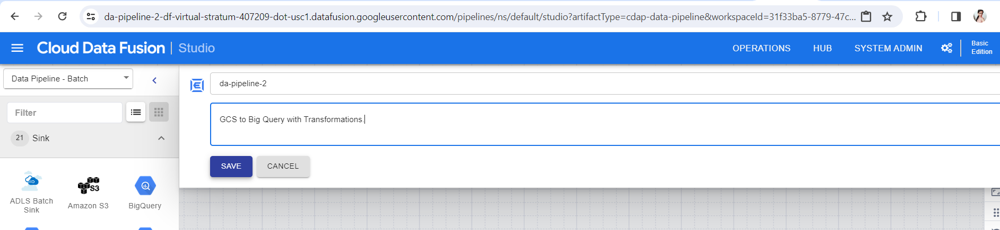 da-pipeline-2-df-virtual-stratum-407209-dot-usc1.datafusion.googleusercontent.com/pipelines/ns/default/studio?artifactType=cdap-data-pipeline&workspaceId=31f33ba5-8779-47c...
Cloud Data Fusion | Studio
OPERATIONS
HUB
SYSTEM ADMIN
Basic
Edition
Data Pipeline - Batch
da-pipeline-2
Filter
GCS to Big Query with Transformations.
21 Sink
SAVE
CANCEL
S3
ADLS Batch
Sink
Amazon S3
BigQuery